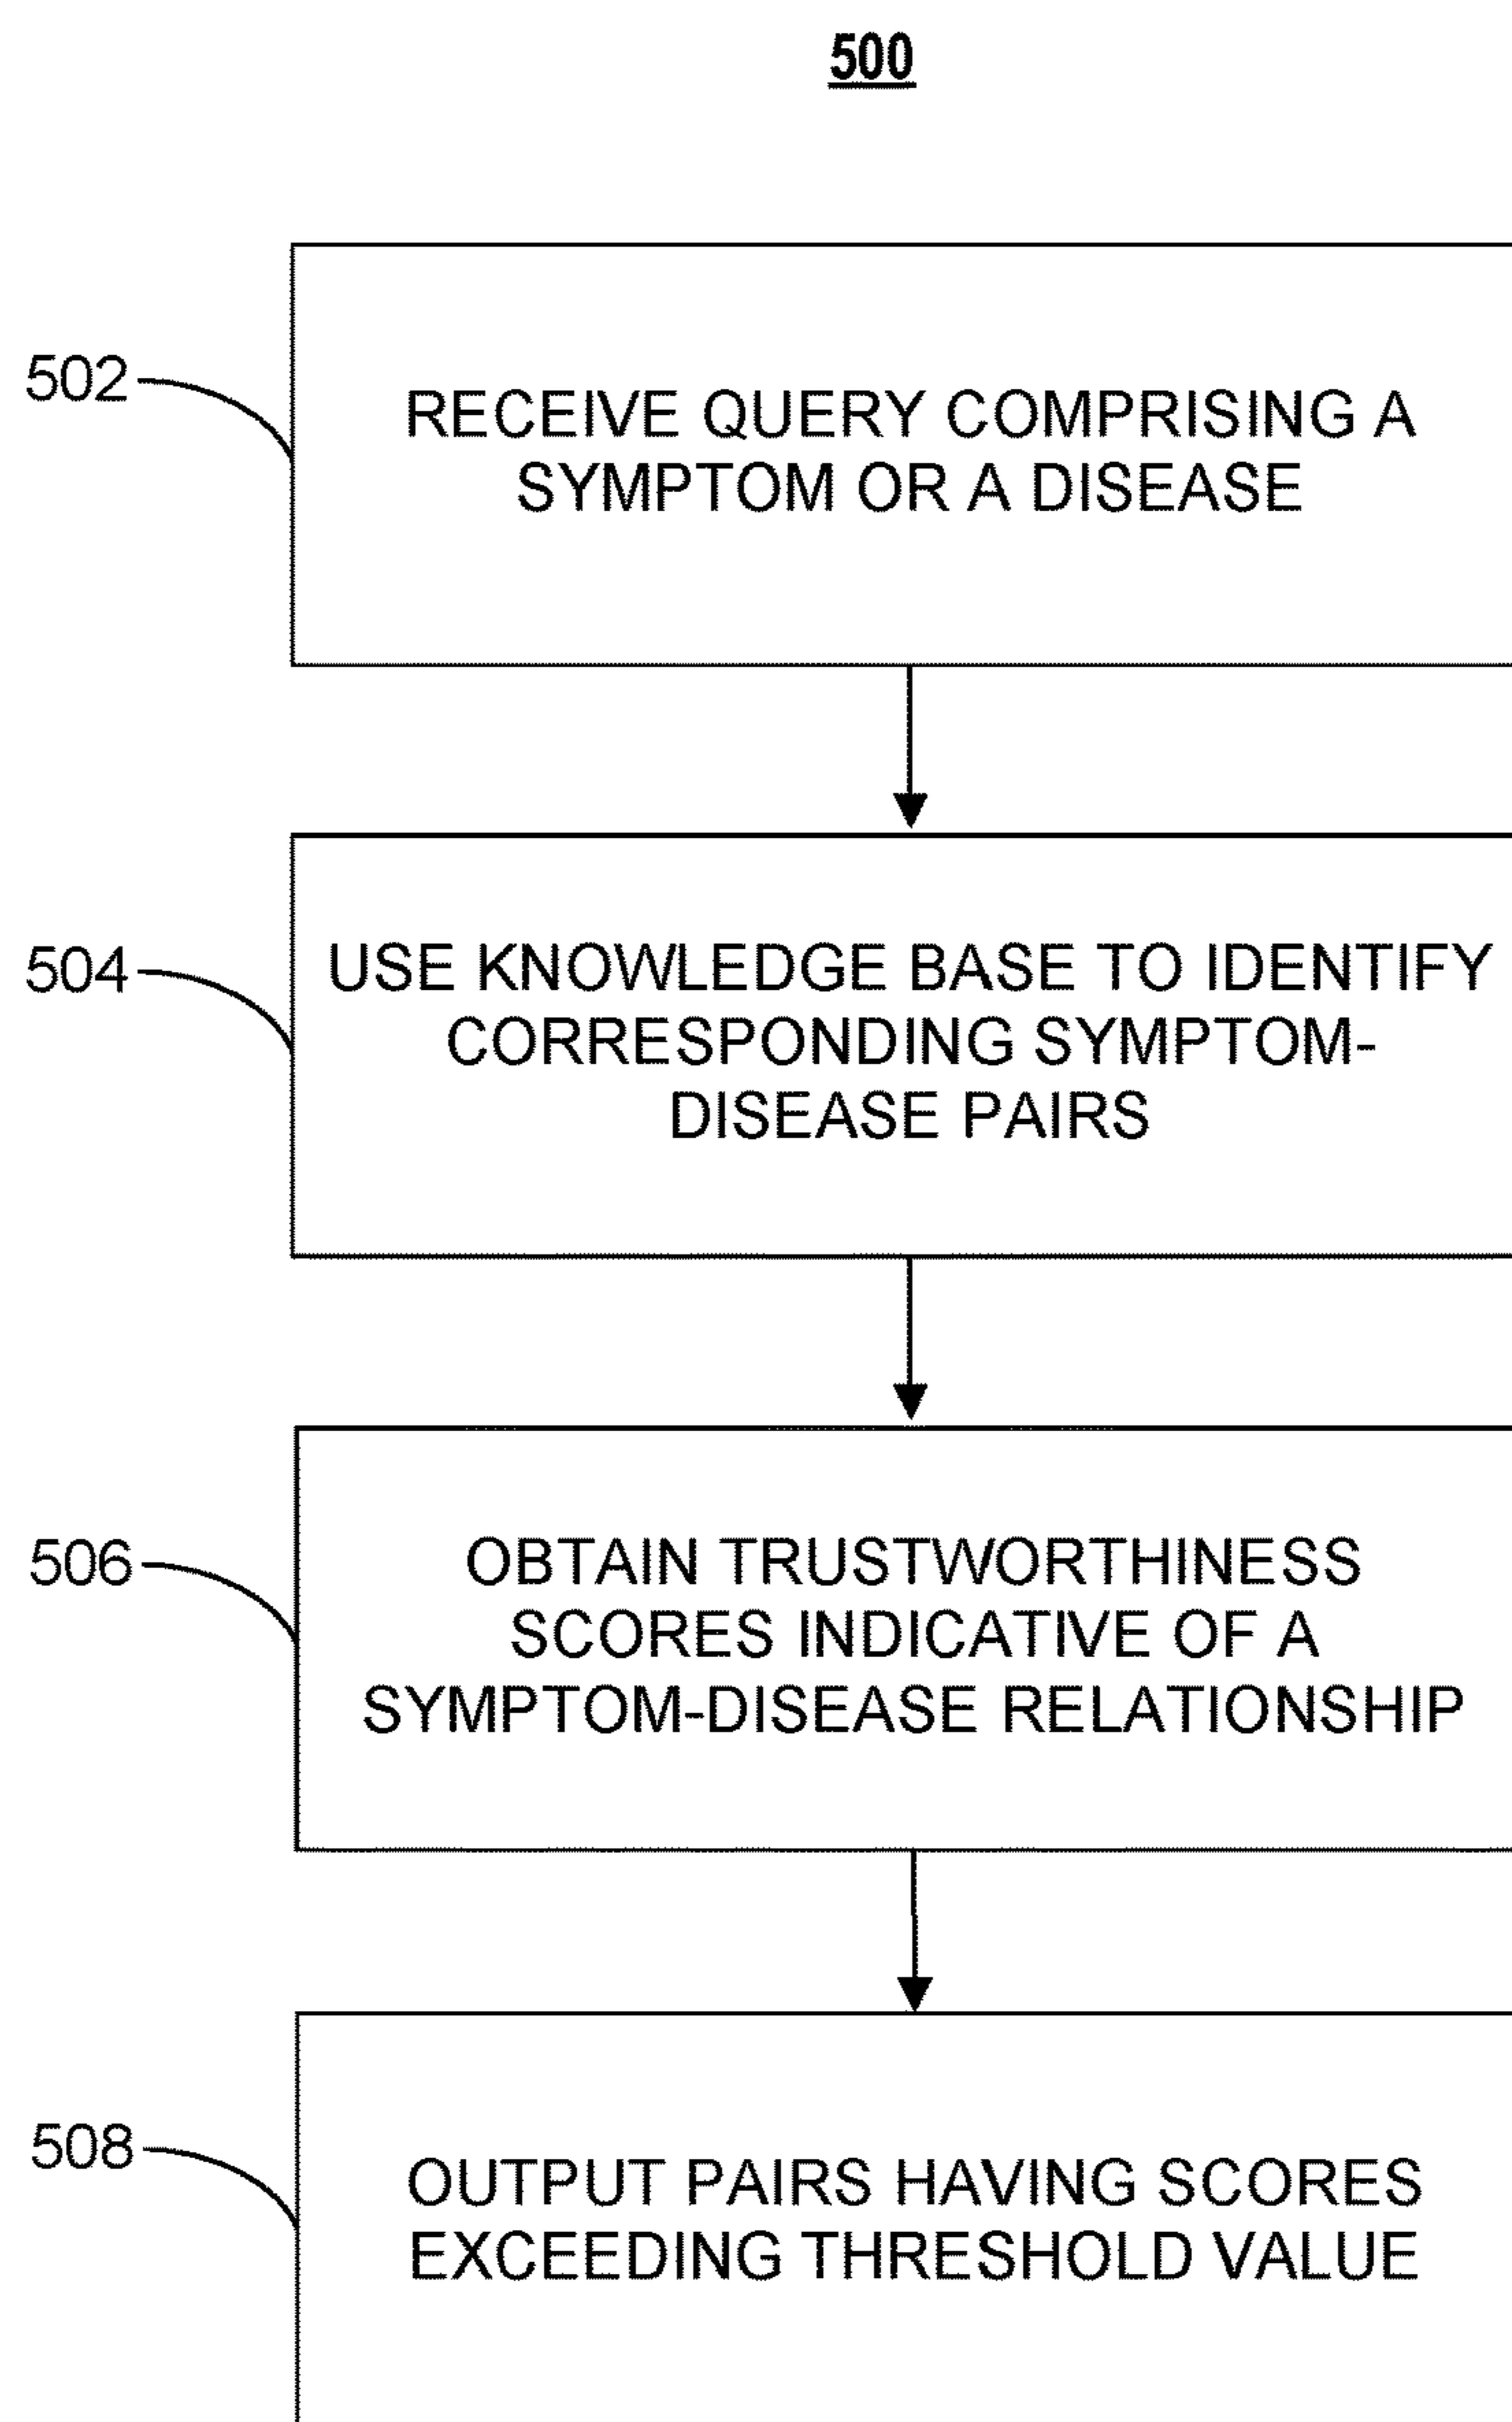 500
502
RECEIVE QUERY COMPRISING A
SYMPTOM OR A DISEASE
504
USE KNOWLEDGE BASE TO IDENTIFY
CORRESPONDING SYMPTOM-
DISEASE PAIRS
506
OBTAIN TRUSTWORTHINESS
SCORES INDICATIVE OF A
SYMPTOM-DISEASE RELATIONSHIP
508
OUTPUT PAIRS HAVING SCORES
EXCEEDING THRESHOLD VALUE